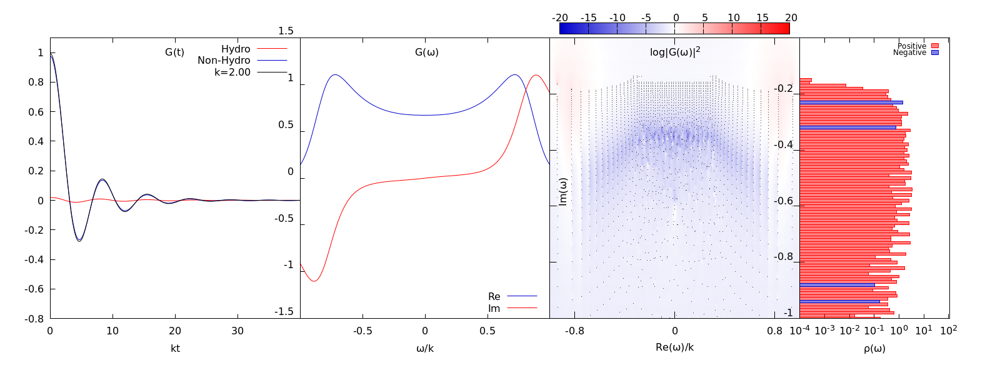 -20 -15 -10 -5 0 5 10 15 20
G(t)
Hydro
Non-Hydro
k=2.00
1
0.8
0.6
0.4
0.2
0
-0.2
-0.4
-0.6
-0.8
0 10 20 30
kt
G(ω)
1.5
1
0.5
0
-0.5
-1
-1.5
Re
Im
-0.5 0 0.5
ω/k
log|G(ω)|²
-0.2
-0.4
-0.6
-0.8
-1
Im(ω)
-0.8 0 0.8
Re(ω)/k
Positive
Negative
10⁻⁴ 10⁻³ 10⁻² 10⁻¹ 10⁰ 10¹ 10²
ρ(ω)